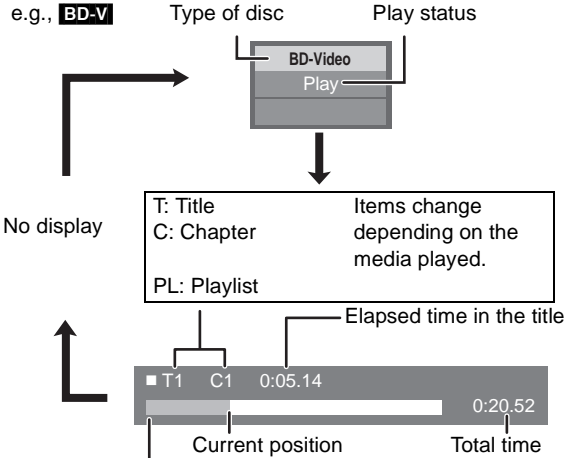 e.g., BD-V
Type of disc
Play status
BD-Video
Play
No display
T: Title
C: Chapter
PL: Playlist
Items change
depending on the
media played.
Elapsed time in the title
T1 C1 0:05.14
0:20.52
Current position
Total time